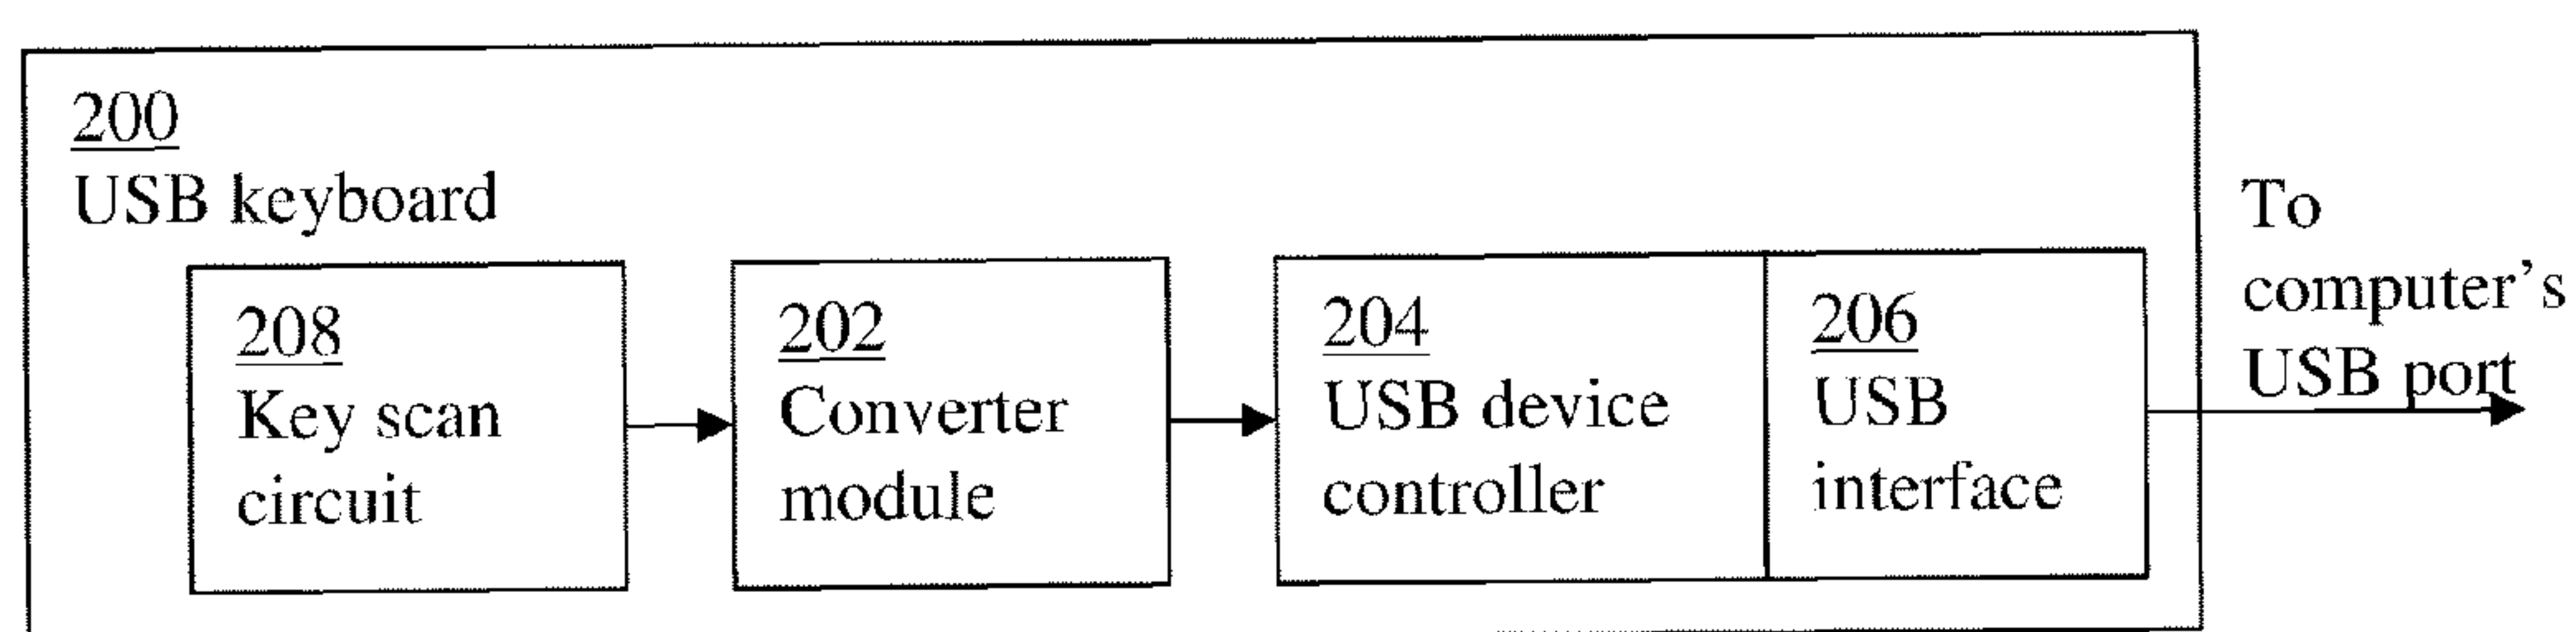 200
USB keyboard
208
Key scan
circuit
202
Converter
module
204
USB device
controller
206
USB
interface
To
computer's
USB port